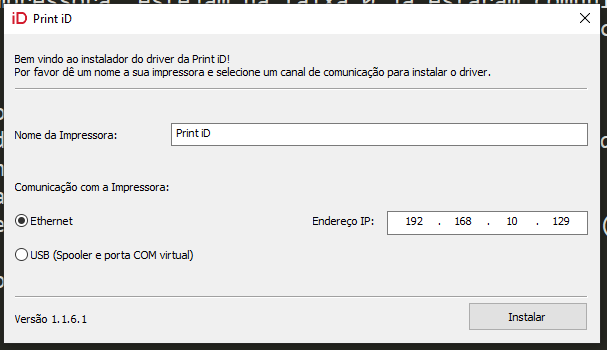 iD Print iD
Bem vindo ao instalador do driver da Print iD!
Por favor dê um nome a sua impressora e selecione um canal de comunicação para instalar o driver.
Nome da Impressora: Print iD
Comunicação com a Impressora:
Ethernet Endereço IP: 192 . 168 . 10 . 129
USB (Spooler e porta COM virtual)
Versão 1.1.6.1 Instalar